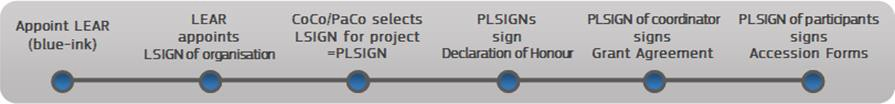 Appoint LEAR
(blue-ink)
LEAR
appoints
LSIGN of organisation
CoCo/PaCo selects
LSIGN for project
=PLSIGN
PLSIGNs
sign
Declaration of Honour
PLSIGN of coordinator
signs
Grant Agreement
PLSIGN of participants
signs
Accession Forms